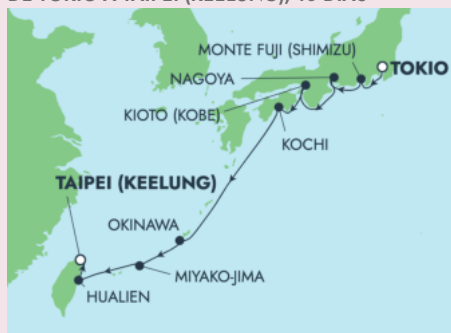 MONTE FUJI (SHIMIZU)
TOKIO
NAGOYA
KIOTO (KOBE)
KOCHI
TAIPEI (KEELUNG)
OKINAWA
MIYAKO-JIMA
HUALIEN